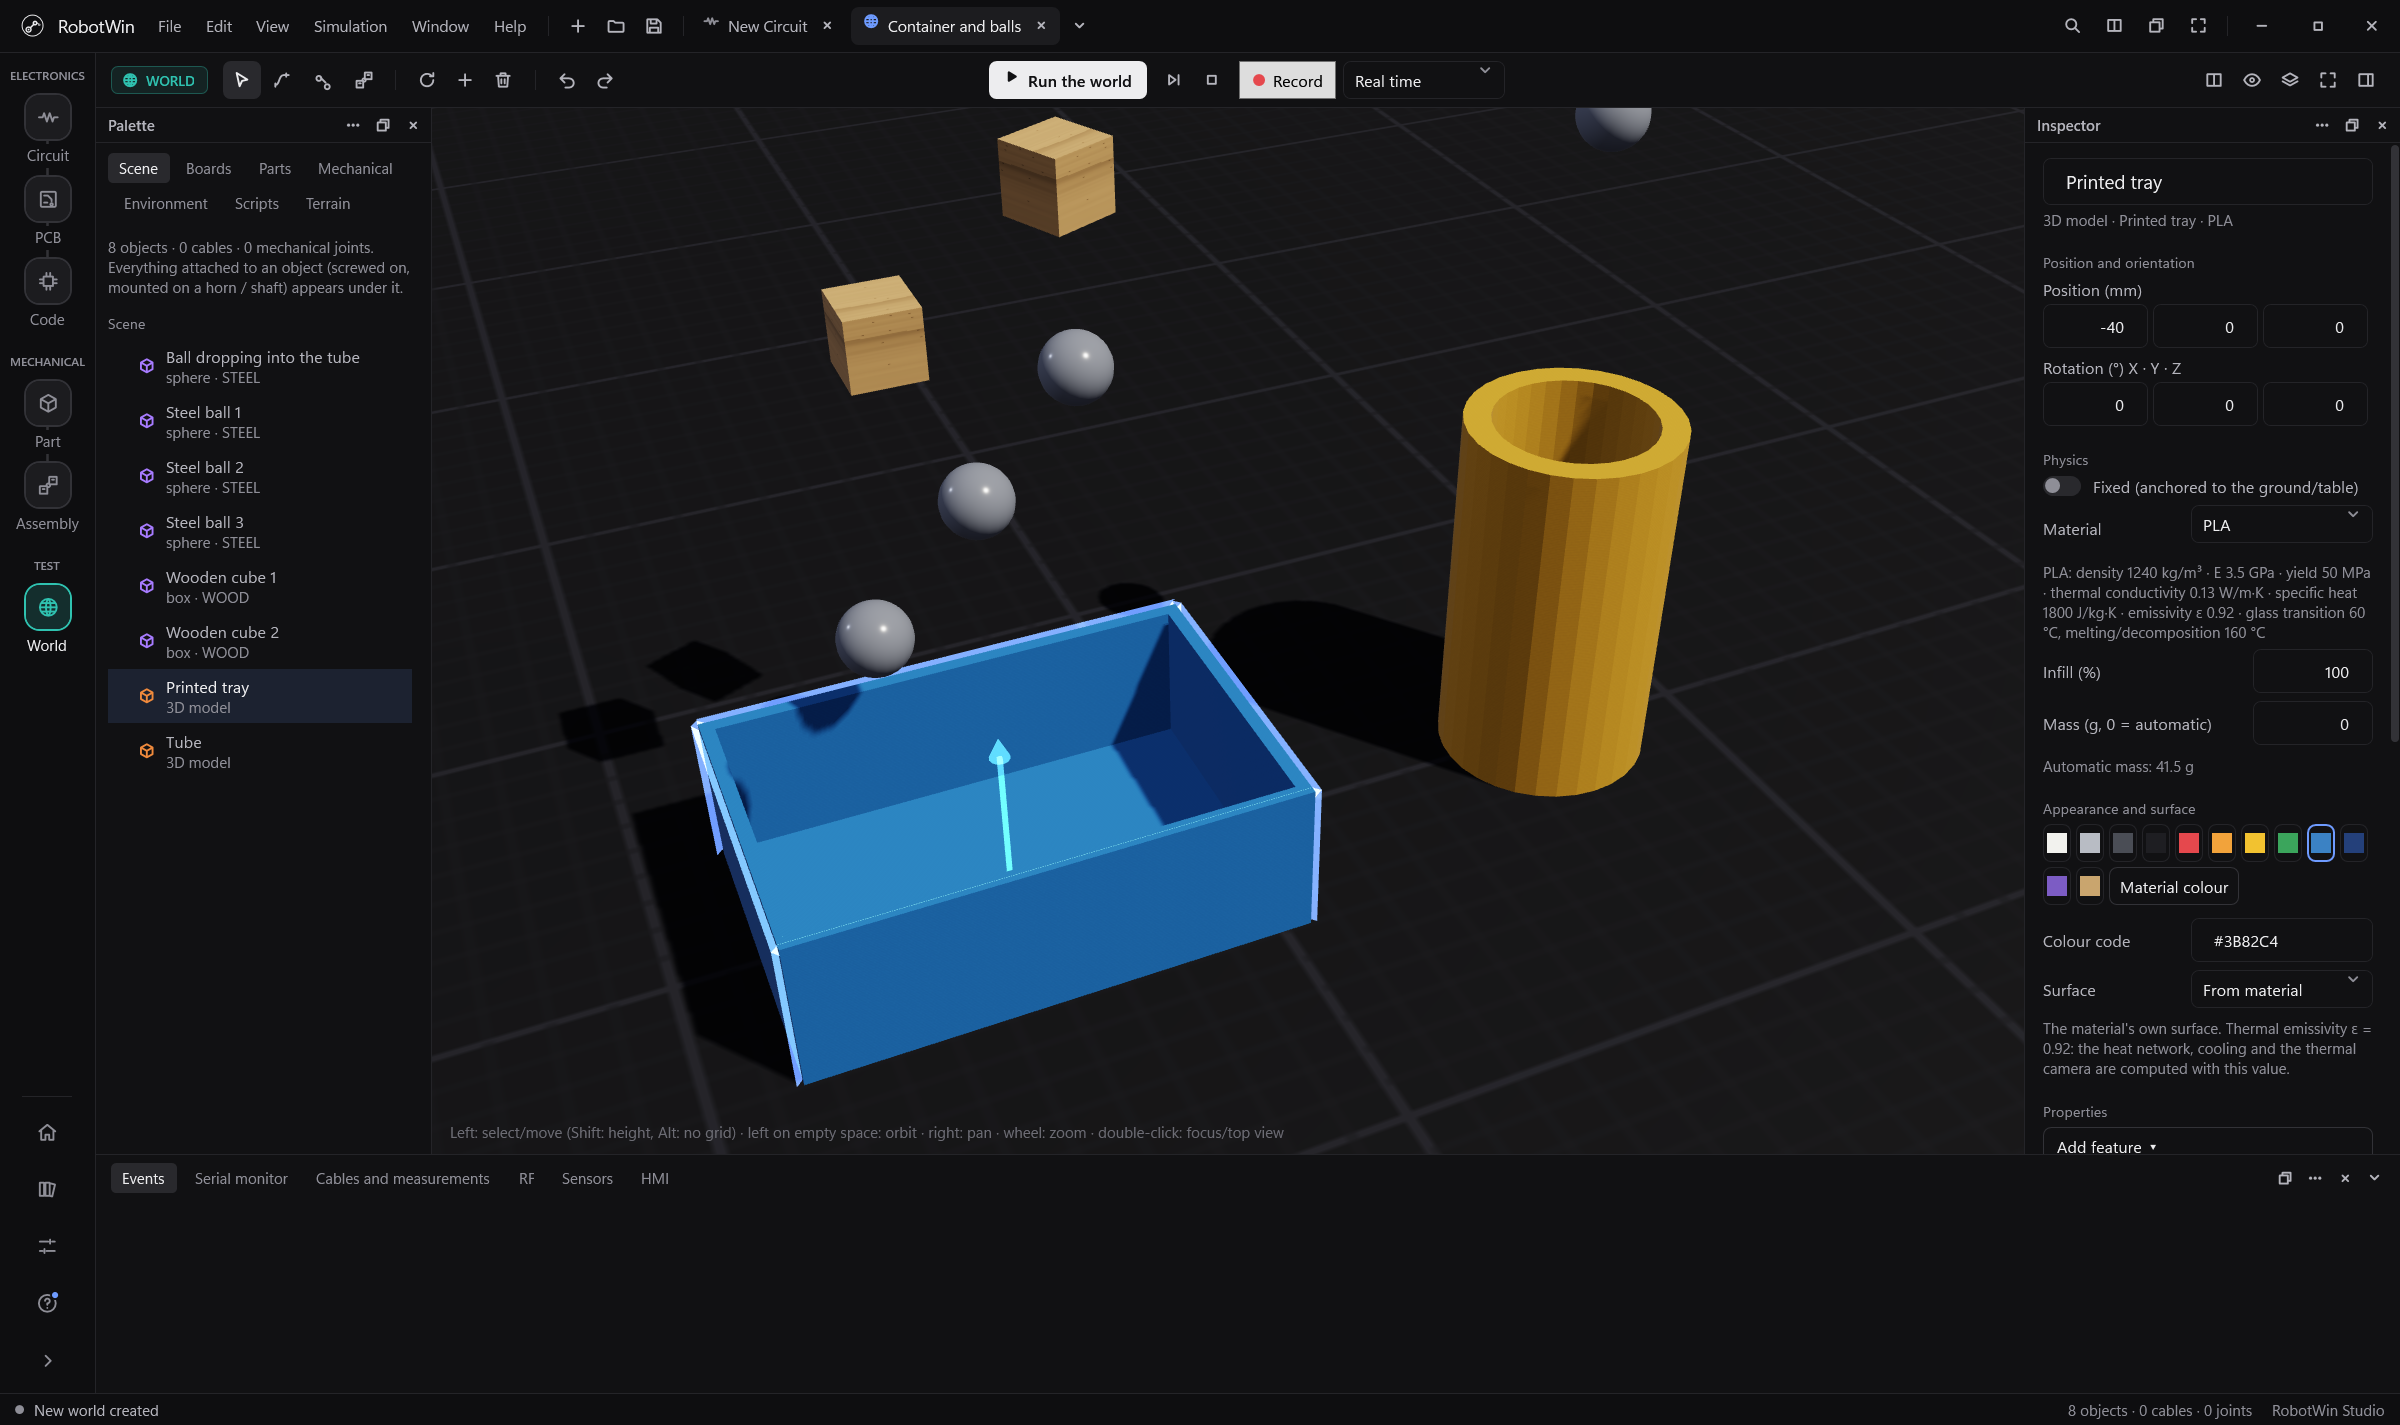 RobotWin File Edit View Simulation Window Help New Circuit Container and balls
ELECTRONICS
Circuit
PCB
Code
MECHANICAL
Part
Assembly
TEST
World
WORLD Run the world Record Real time
Palette
Scene Boards Parts Mechanical
Environment Scripts Terrain
8 objects · 0 cables · 0 mechanical joints.
Everything attached to an object (screwed on,
mounted on a horn / shaft) appears under it.
Scene
Ball dropping into the tube
sphere · STEEL
Steel ball 1
sphere · STEEL
Steel ball 2
sphere · STEEL
Steel ball 3
sphere · STEEL
Wooden cube 1
box · WOOD
Wooden cube 2
box · WOOD
Printed tray
3D model
Tube
3D model
Left: select/move (Shift: height, Alt: no grid) · left on empty space: orbit · right: pan · wheel: zoom · double-click: focus/top view
Inspector
Printed tray
3D model · Printed tray · PLA
Position and orientation
Position (mm)
-40 0 0
Rotation (°) X · Y · Z
0 0 0
Physics
Fixed (anchored to the ground/table)
Material PLA
PLA: density 1240 kg/m³ · E 3.5 GPa · yield 50 MPa
· thermal conductivity 0.13 W/m·K · specific heat
1800 J/kg·K · emissivity ε 0.92 · glass transition 60
°C, melting/decomposition 160 °C
Infill (%) 100
Mass (g, 0 = automatic) 0
Automatic mass: 41.5 g
Appearance and surface
Material colour
Colour code #3B82C4
Surface From material
The material's own surface. Thermal emissivity ε =
0.92: the heat network, cooling and the thermal
camera are computed with this value.
Properties
Add feature
Events Serial monitor Cables and measurements RF Sensors HMI
New world created
8 objects · 0 cables · 0 joints RobotWin Studio